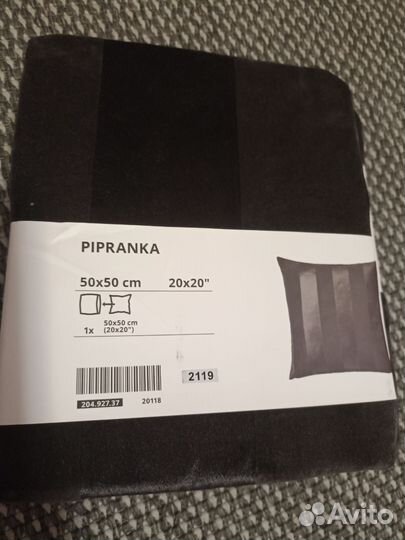 PIPRANKA
50x50 cm 20x20"
50x50 cm
1x (20x20")
2119
204.927.37 20118
Avito